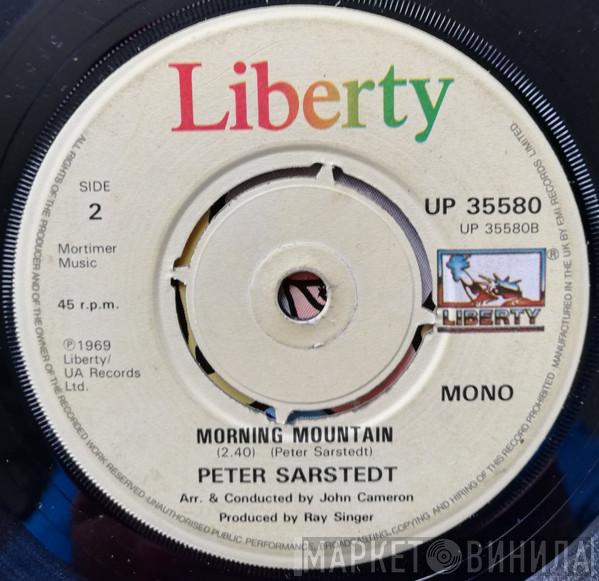 Liberty
SIDE
2
UP 35580
UP 35580B
Mortimer
Music
45 r.p.m.
®
LIBERTY
℗1969
Liberty/
UA Records
Ltd.
MONO
MORNING MOUNTAIN
(2.40) (Peter Sarstedt)
PETER SARSTEDT
Arr. & Conducted by John Cameron
Produced by Ray Singer
ALL RIGHTS OF THE PRODUCER AND OF THE OWNER OF THE RECORDED WORK RESERVED. UNAUTHORISED PUBLIC PERFORMANCE, BROADCASTING, COPYING AND HIRING OF THIS RECORD PROHIBITED. MANUFACTURED IN THE UK BY EMI RECORDS LIMITED
МАРКЕТ ВИНИЛА